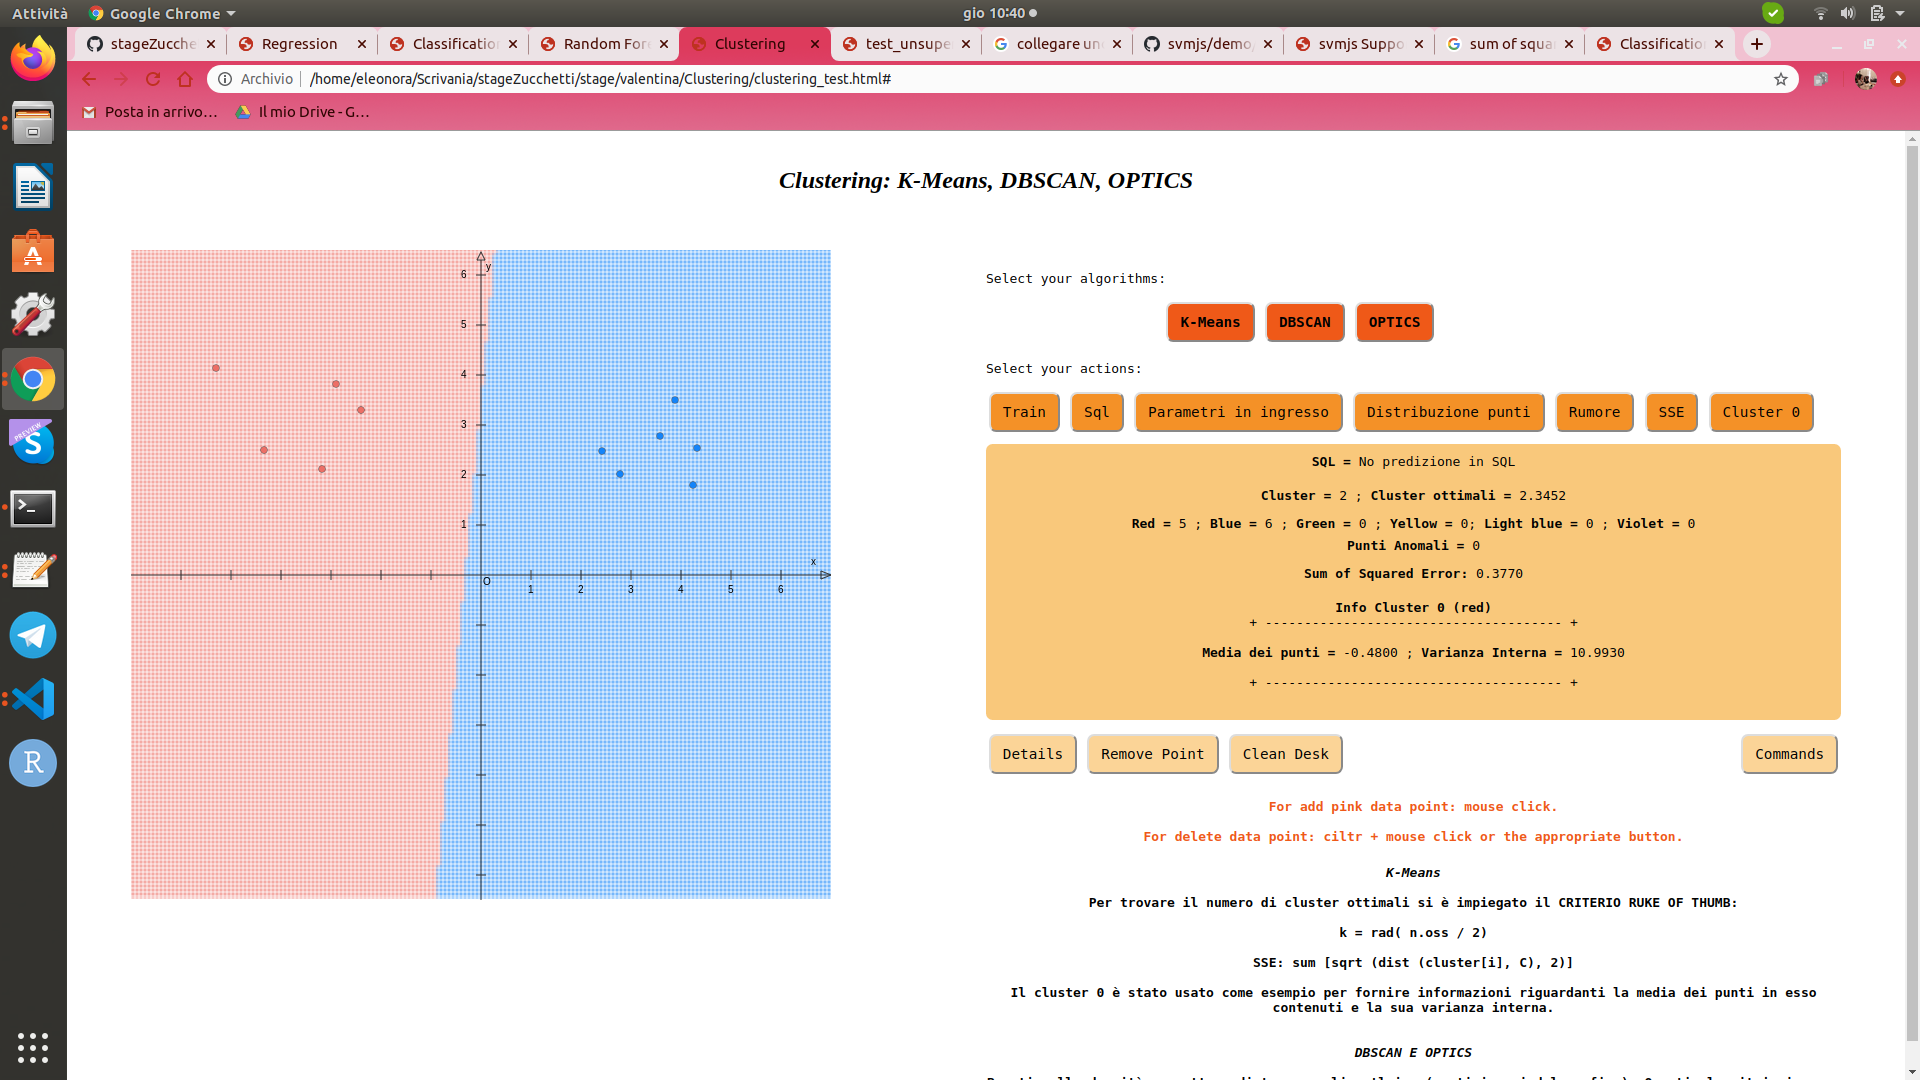 Attività
Google Chrome
gio 10:40
stageZucche
Regression
Classificatio
Random For
Clustering
test_unsupe
collegare un
svmjs/demo
svmjs Suppo
sum of squa
Classificatio
Archivio
/home/eleonora/Scrivania/stageZucchetti/stage/valentina/Clustering/clustering_test.html#
Posta in arrivo…
Il mio Drive - G…
Clustering: K-Means, DBSCAN, OPTICS
y
6
5
4
3
2
1
x
O
1 2 3 4 5 6
Select your algorithms:
K-Means DBSCAN OPTICS
Select your actions:
Train Sql Parametri in ingresso Distribuzione punti Rumore SSE Cluster 0
SQL = No predizione in SQL
Cluster = 2 ; Cluster ottimali = 2.3452
Red = 5 ; Blue = 6 ; Green = 0 ; Yellow = 0; Light blue = 0 ; Violet = 0
Punti Anomali = 0
Sum of Squared Error: 0.3770
Info Cluster 0 (red)
+ -------------------------------------- +
Media dei punti = -0.4800 ; Varianza Interna = 10.9930
+ -------------------------------------- +
Details Remove Point Clean Desk Commands
For add pink data point: mouse click.
For delete data point: ciltr + mouse click or the appropriate button.
K-Means
Per trovare il numero di cluster ottimali si è impiegato il CRITERIO RUKE OF THUMB:
k = rad( n.oss / 2)
SSE: sum [sqrt (dist (cluster[i], C), 2)]
Il cluster 0 è stato usato come esempio per fornire informazioni riguardanti la media dei punti in esso
contenuti e la sua varianza interna.
DBSCAN E OPTICS
PREVIEW
S
R